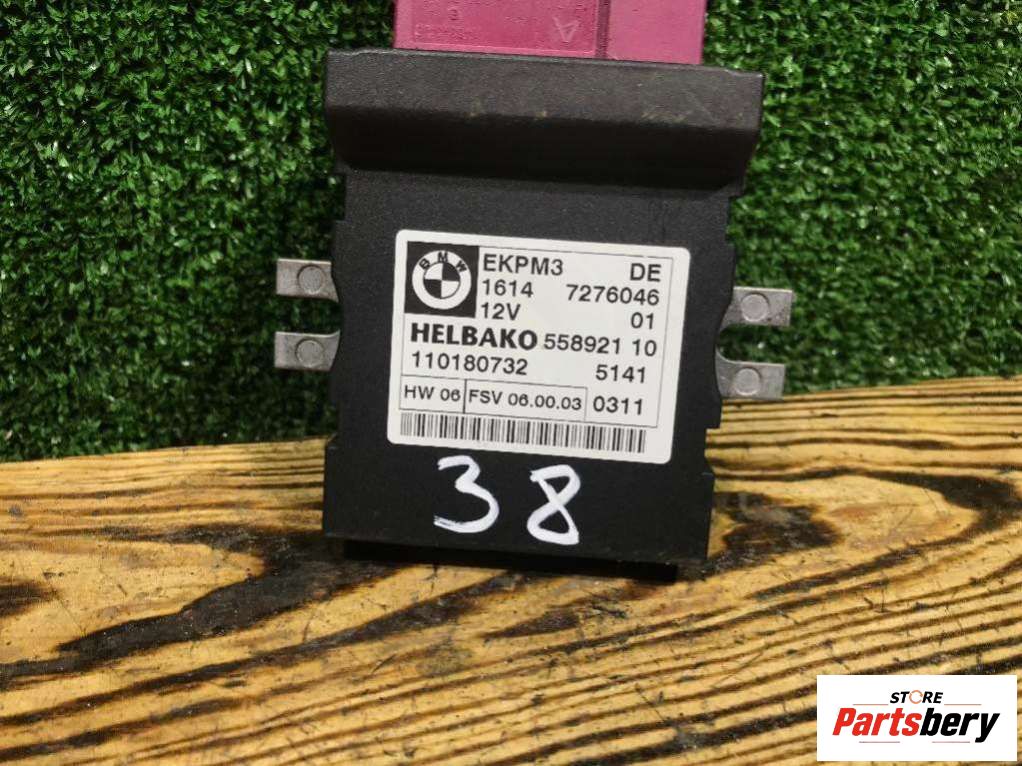 A
BMW
EKPM3 DE
1614 7276046
12V 01
HELBAKO 558921 10
110180732 5141
HW 06 FSV 06.00.03 0311
38
STORE
Partsbery